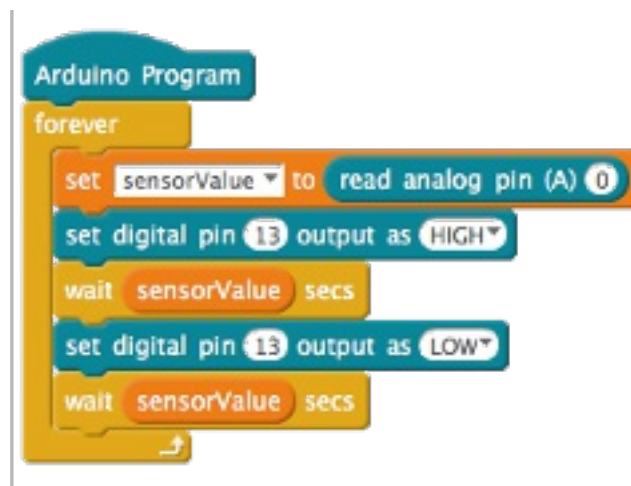 Arduino Program
forever
set sensorValue to read analog pin (A) 0
set digital pin 13 output as HIGH
wait sensorValue secs
set digital pin 13 output as LOW
wait sensorValue secs